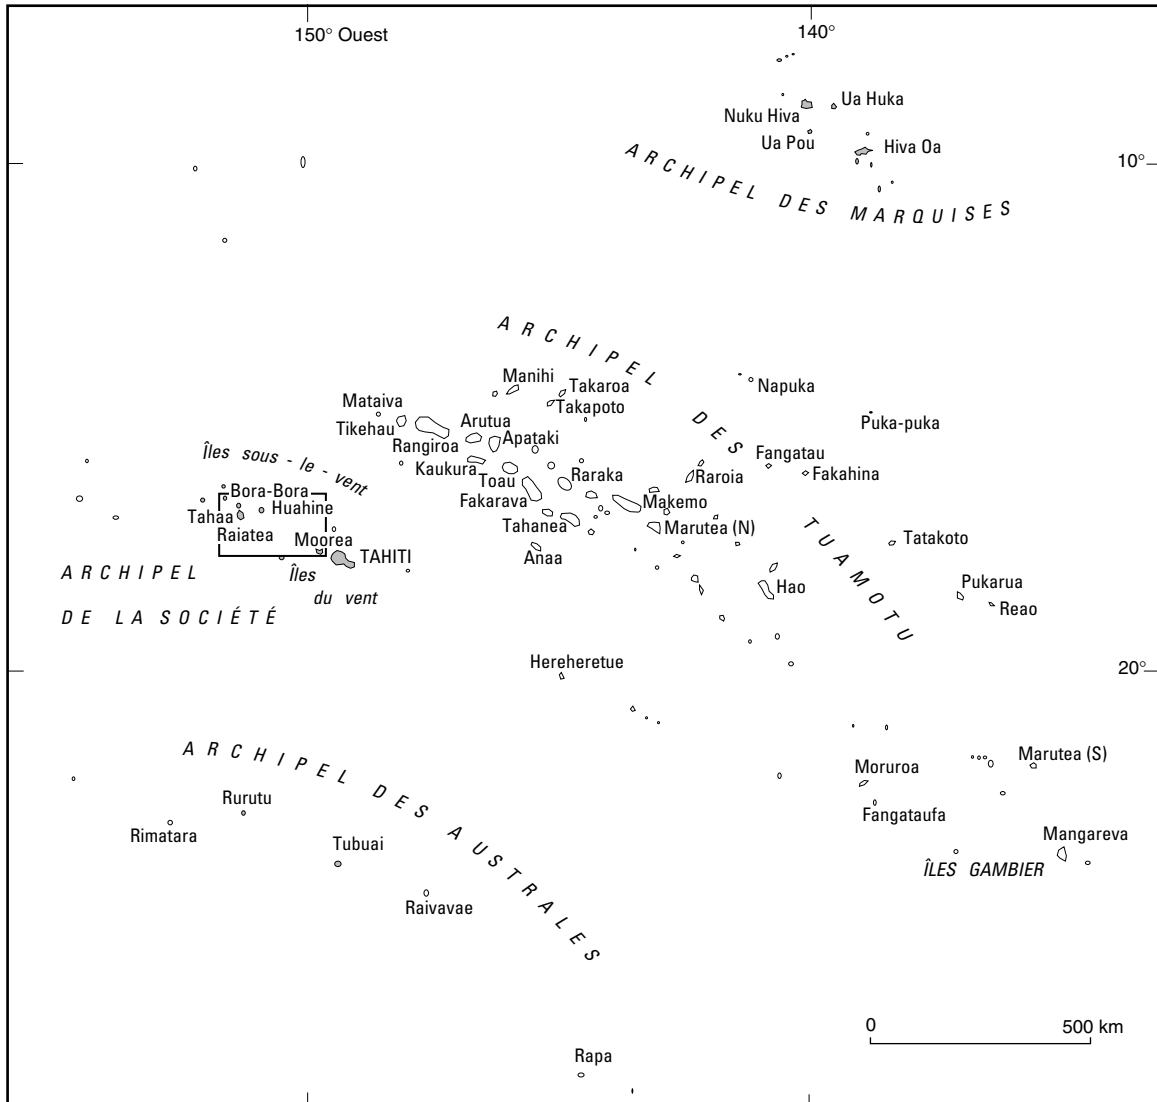 150° Ouest
140°
Ua Huka
Nuku Hiva
Ua Pou
Hiva Oa
10°
ARCHIPEL DES MARQUISES
ARCHIPEL DES TUAMOTU
Manihi
Takaroa
Napuka
Mataiva
Takapoto
Puka-puka
Tikehau
Arutua
Rangiroa
Apataki
Îles sous - le - vent
Kaukura
Fangatau
Toau
Raraka
Raroia
Fakahina
Bora-Bora
Fakarava
Makemo
Huahine
Tahaa
Tahanea
Marutea (N)
Raiatea
Moorea
TAHITI
Anaa
Tatakoto
ARCHIPEL
DE LA SOCIÉTÉ
Îles
du vent
Hao
Pukarua
Reao
Hereheretue
20°
ARCHIPEL DES AUSTRALES
Marutea (S)
Moruroa
Rurutu
Fangataufa
Rimatara
Mangareva
Tubuai
ÎLES GAMBIER
Raivavae
0
500 km
Rapa